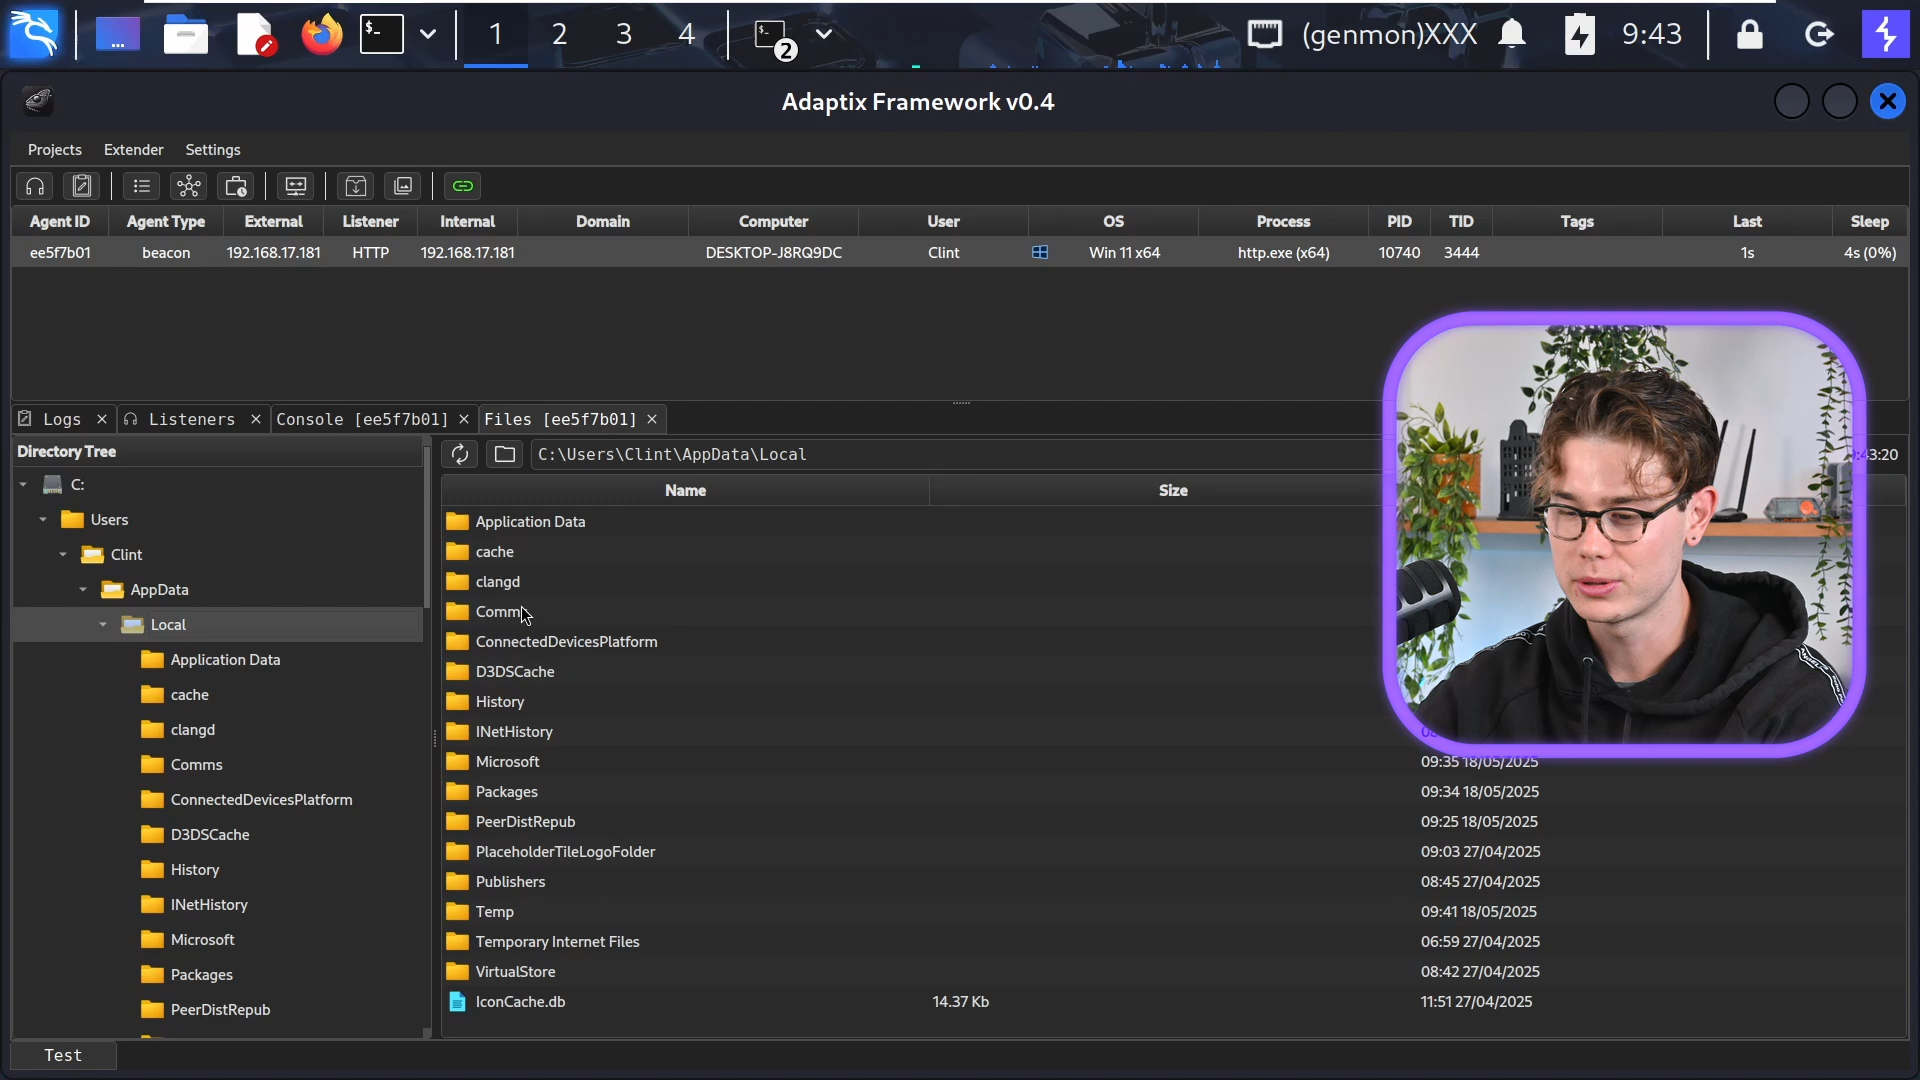 1 2 3 4 2 (genmon)XXX 9:43
Adaptix Framework v0.4
Projects Extender Settings
Agent ID Agent Type External Listener Internal Domain Computer User OS Process PID TID Tags Last Sleep
ee5f7b01 beacon 192.168.17.181 HTTP 192.168.17.181 DESKTOP-J8RQ9DC Clint Win 11 x64 http.exe (x64) 10740 3444 1s 4s (0%)
Logs Listeners Console [ee5f7b01] Files [ee5f7b01]
Directory Tree
C:
Users
Clint
AppData
Local
Application Data
cache
clangd
Comms
ConnectedDevicesPlatform
D3DSCache
History
INetHistory
Microsoft
Packages
PeerDistRepub
C:\Users\Clint\AppData\Local
:43:20
Name Size
Application Data
cache
clangd
Comm
ConnectedDevicesPlatform
D3DSCache
History
INetHistory
Microsoft 09:35 18/05/2025
Packages 09:34 18/05/2025
PeerDistRepub 09:25 18/05/2025
PlaceholderTileLogoFolder 09:03 27/04/2025
Publishers 08:45 27/04/2025
Temp 09:41 18/05/2025
Temporary Internet Files 06:59 27/04/2025
VirtualStore 08:42 27/04/2025
IconCache.db 14.37 Kb 11:51 27/04/2025
Test